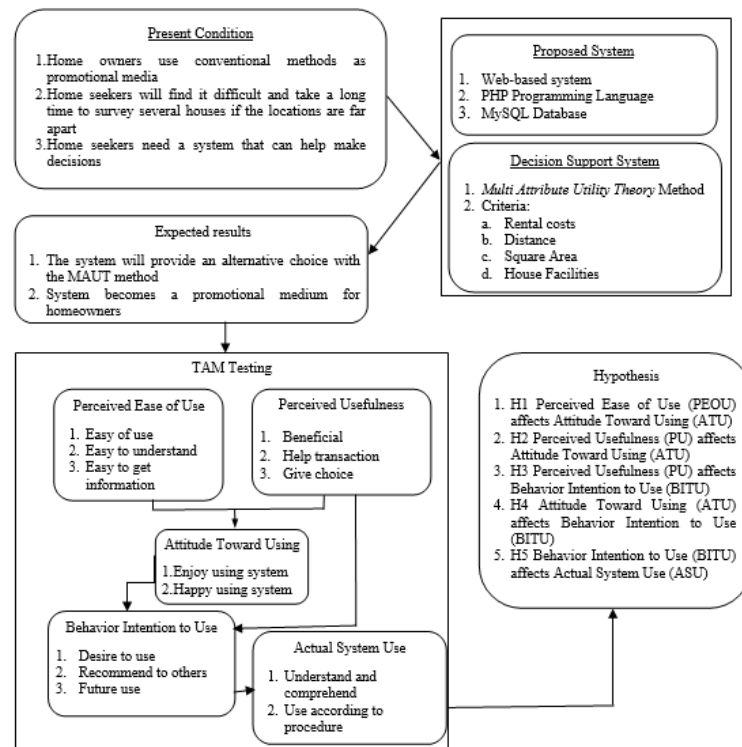 Present Condition
1.Home owners use conventional methods as
promotional media
2.Home seekers will find it difficult and take a long
time to survey several houses if the locations are far
apart
3.Home seekers need a system that can help make
decisions
Proposed System
1. Web-based system
2. PHP Programming Language
3. MySQL Database
Decision Support System
1. Multi Attribute Utility Theory Method
2. Criteria:
a. Rental costs
b. Distance
c. Square Area
d. House Facilities
Expected results
1. The system will provide an alternative choice with
the MAUT method
2. System becomes a promotional medium for
homeowners
TAM Testing
Perceived Ease of Use
1. Easy of use
2. Easy to understand
3. Easy to get
information
Perceived Usefulness
1. Beneficial
2. Help transaction
3. Give choice
Attitude Toward Using
1.Enjoy using system
2.Happy using system
Behavior Intention to Use
1. Desire to use
2. Recommend to others
3. Future use
Actual System Use
1. Understand and
comprehend
2. Use according to
procedure
Hypothesis
1. H1 Perceived Ease of Use (PEOU)
affects Attitude Toward Using (ATU)
2. H2 Perceived Usefulness (PU) affects
Attitude Toward Using (ATU)
3. H3 Perceived Usefulness (PU) affects
Behavior Intention to Use (BITU)
4. H4 Attitude Toward Using (ATU)
affects Behavior Intention to Use
(BITU)
5. H5 Behavior Intention to Use (BITU)
affects Actual System Use (ASU)